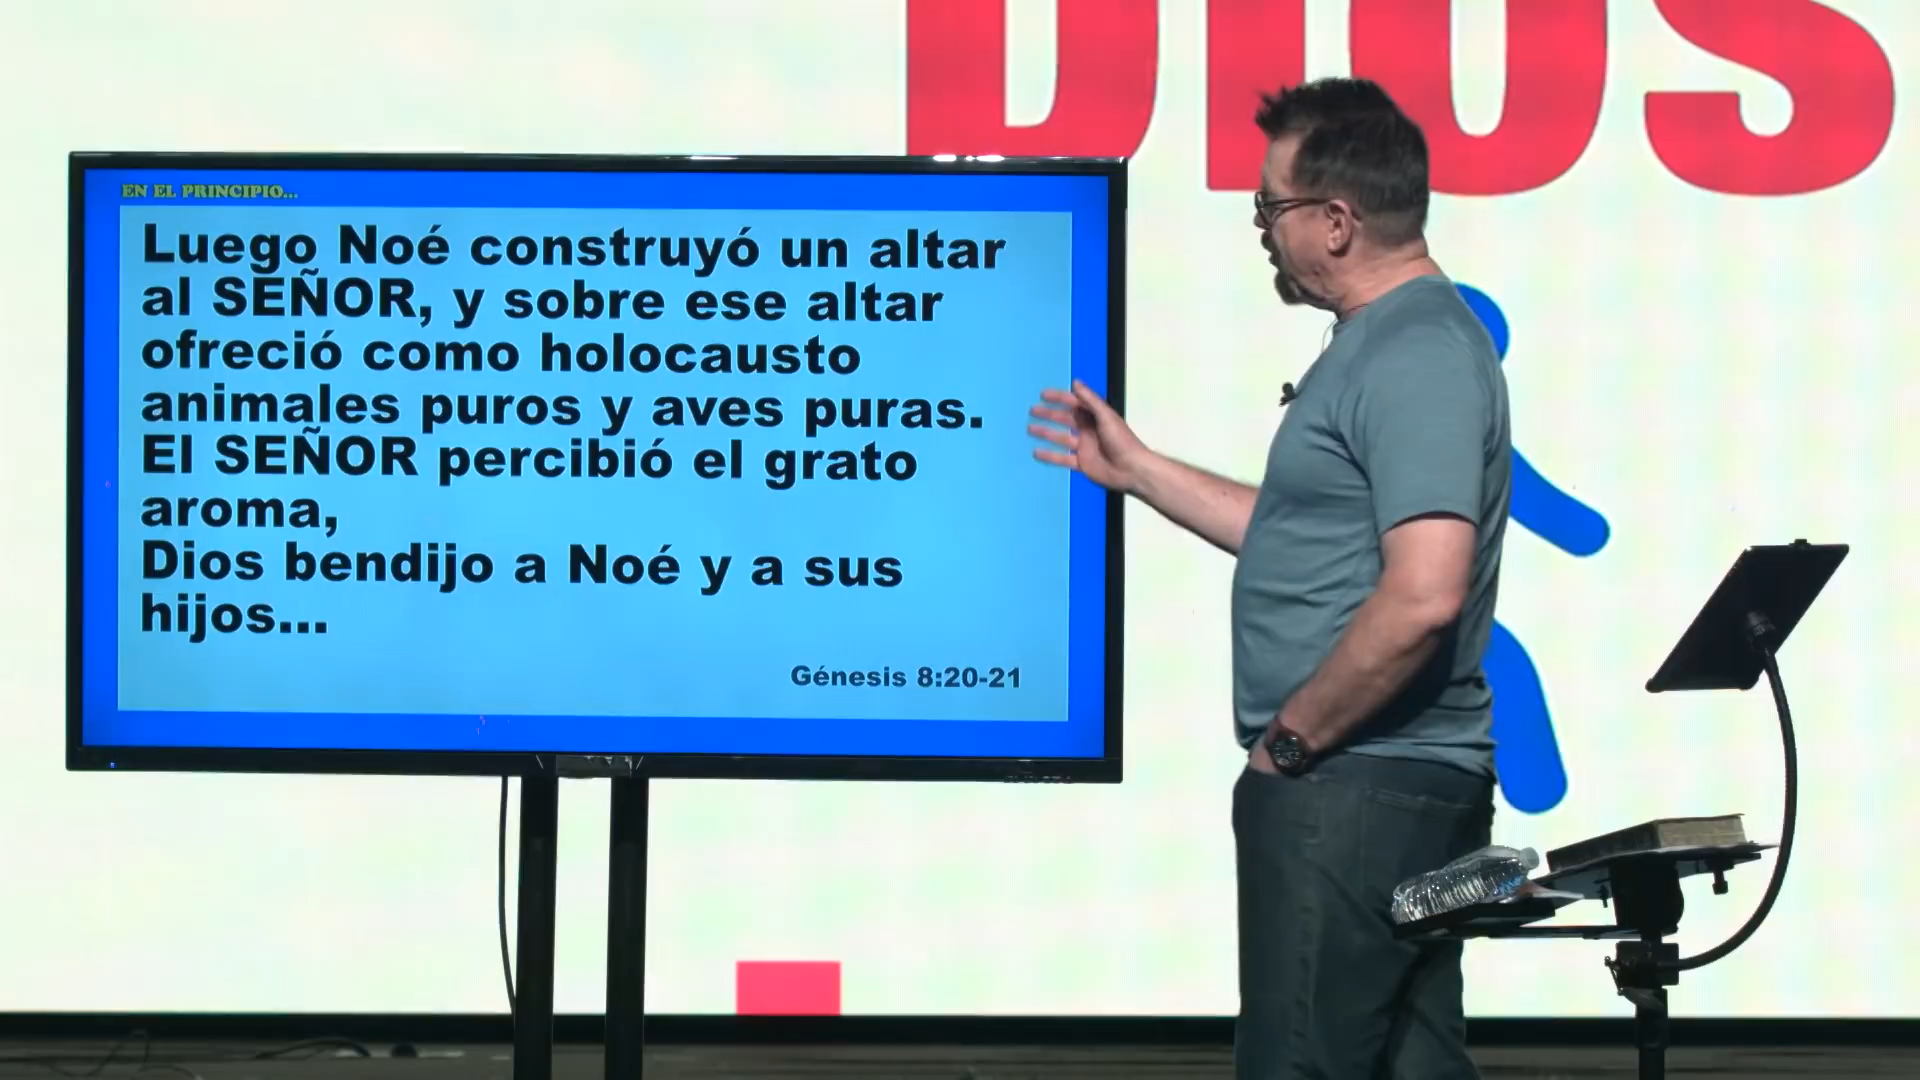 DIOS
EN EL PRINCIPIO...
Luego Noé construyó un altar
al SEÑOR, y sobre ese altar
ofreció como holocausto
animales puros y aves puras.
El SEÑOR percibió el grato
aroma,
Dios bendijo a Noé y a sus
hijos...
Génesis 8:20-21